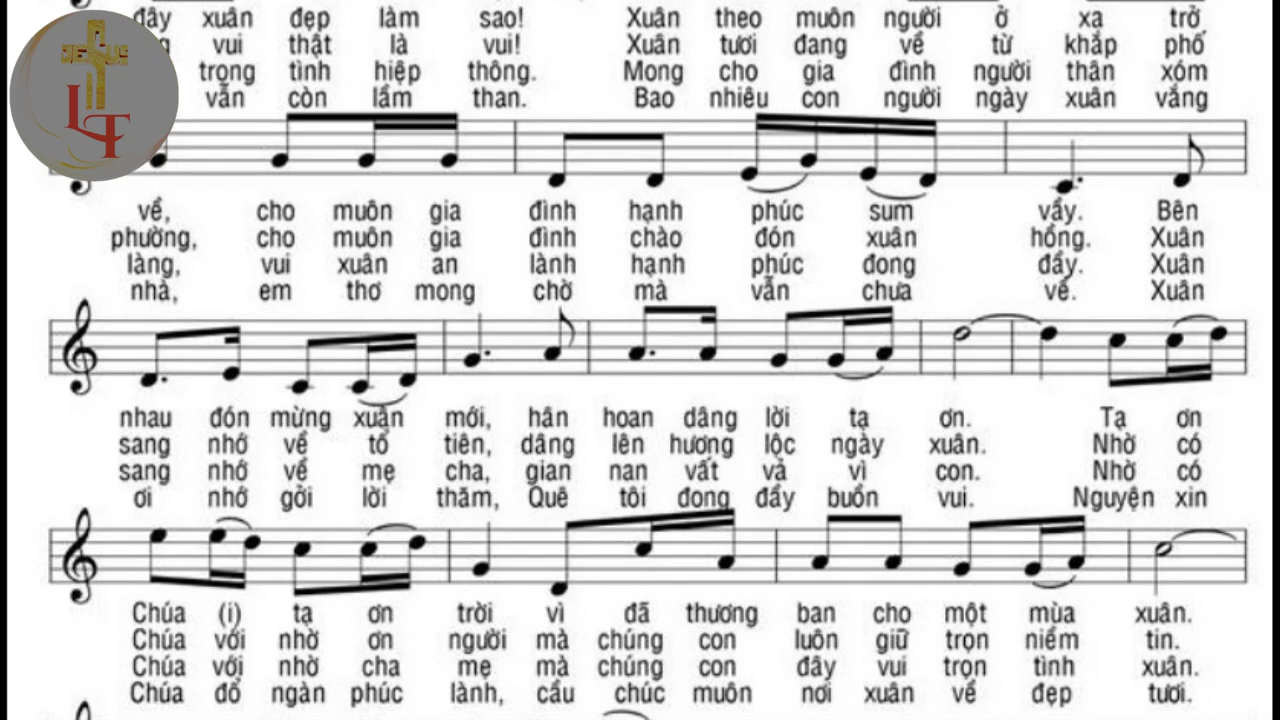 JESUS
LT
đây xuân đẹp làm sao! Xuân theo muôn người ở xa trở
vui thật là vui! Xuân tươi đang về từ khắp phố
trong tình hiệp thông. Mong cho gia đình người thân xóm
vẫn còn lầm than. Bao nhiêu con người ngày xuân vắng
về, cho muôn gia đình hạnh phúc sum vầy. Bên
phường, cho muôn gia đình chào đón xuân hồng. Xuân
làng, vui xuân an lành hạnh phúc đong đầy. Xuân
nhà, em thơ mong chờ mà vẫn chưa về. Xuân
nhau đón mừng xuân mới, hân hoan dâng lời tạ ơn. Tạ ơn
sang nhớ về tổ tiên, dâng lên hương lộc ngày xuân. Nhờ có
sang nhớ về mẹ cha, gian nan vất vả vì con. Nhờ có
ơi nhớ gởi lời thăm, Quê tôi đong đầy buồn vui. Nguyện xin
Chúa (i) tạ ơn trời vì đã thương ban cho một mùa xuân.
Chúa với nhờ ơn người mà chúng con luôn giữ trọn niềm tin.
Chúa với nhờ cha mẹ mà chúng con đây vui trọn tình xuân.
Chúa đổ ngàn phúc lành, cầu chúc muôn nơi xuân về đẹp tươi.